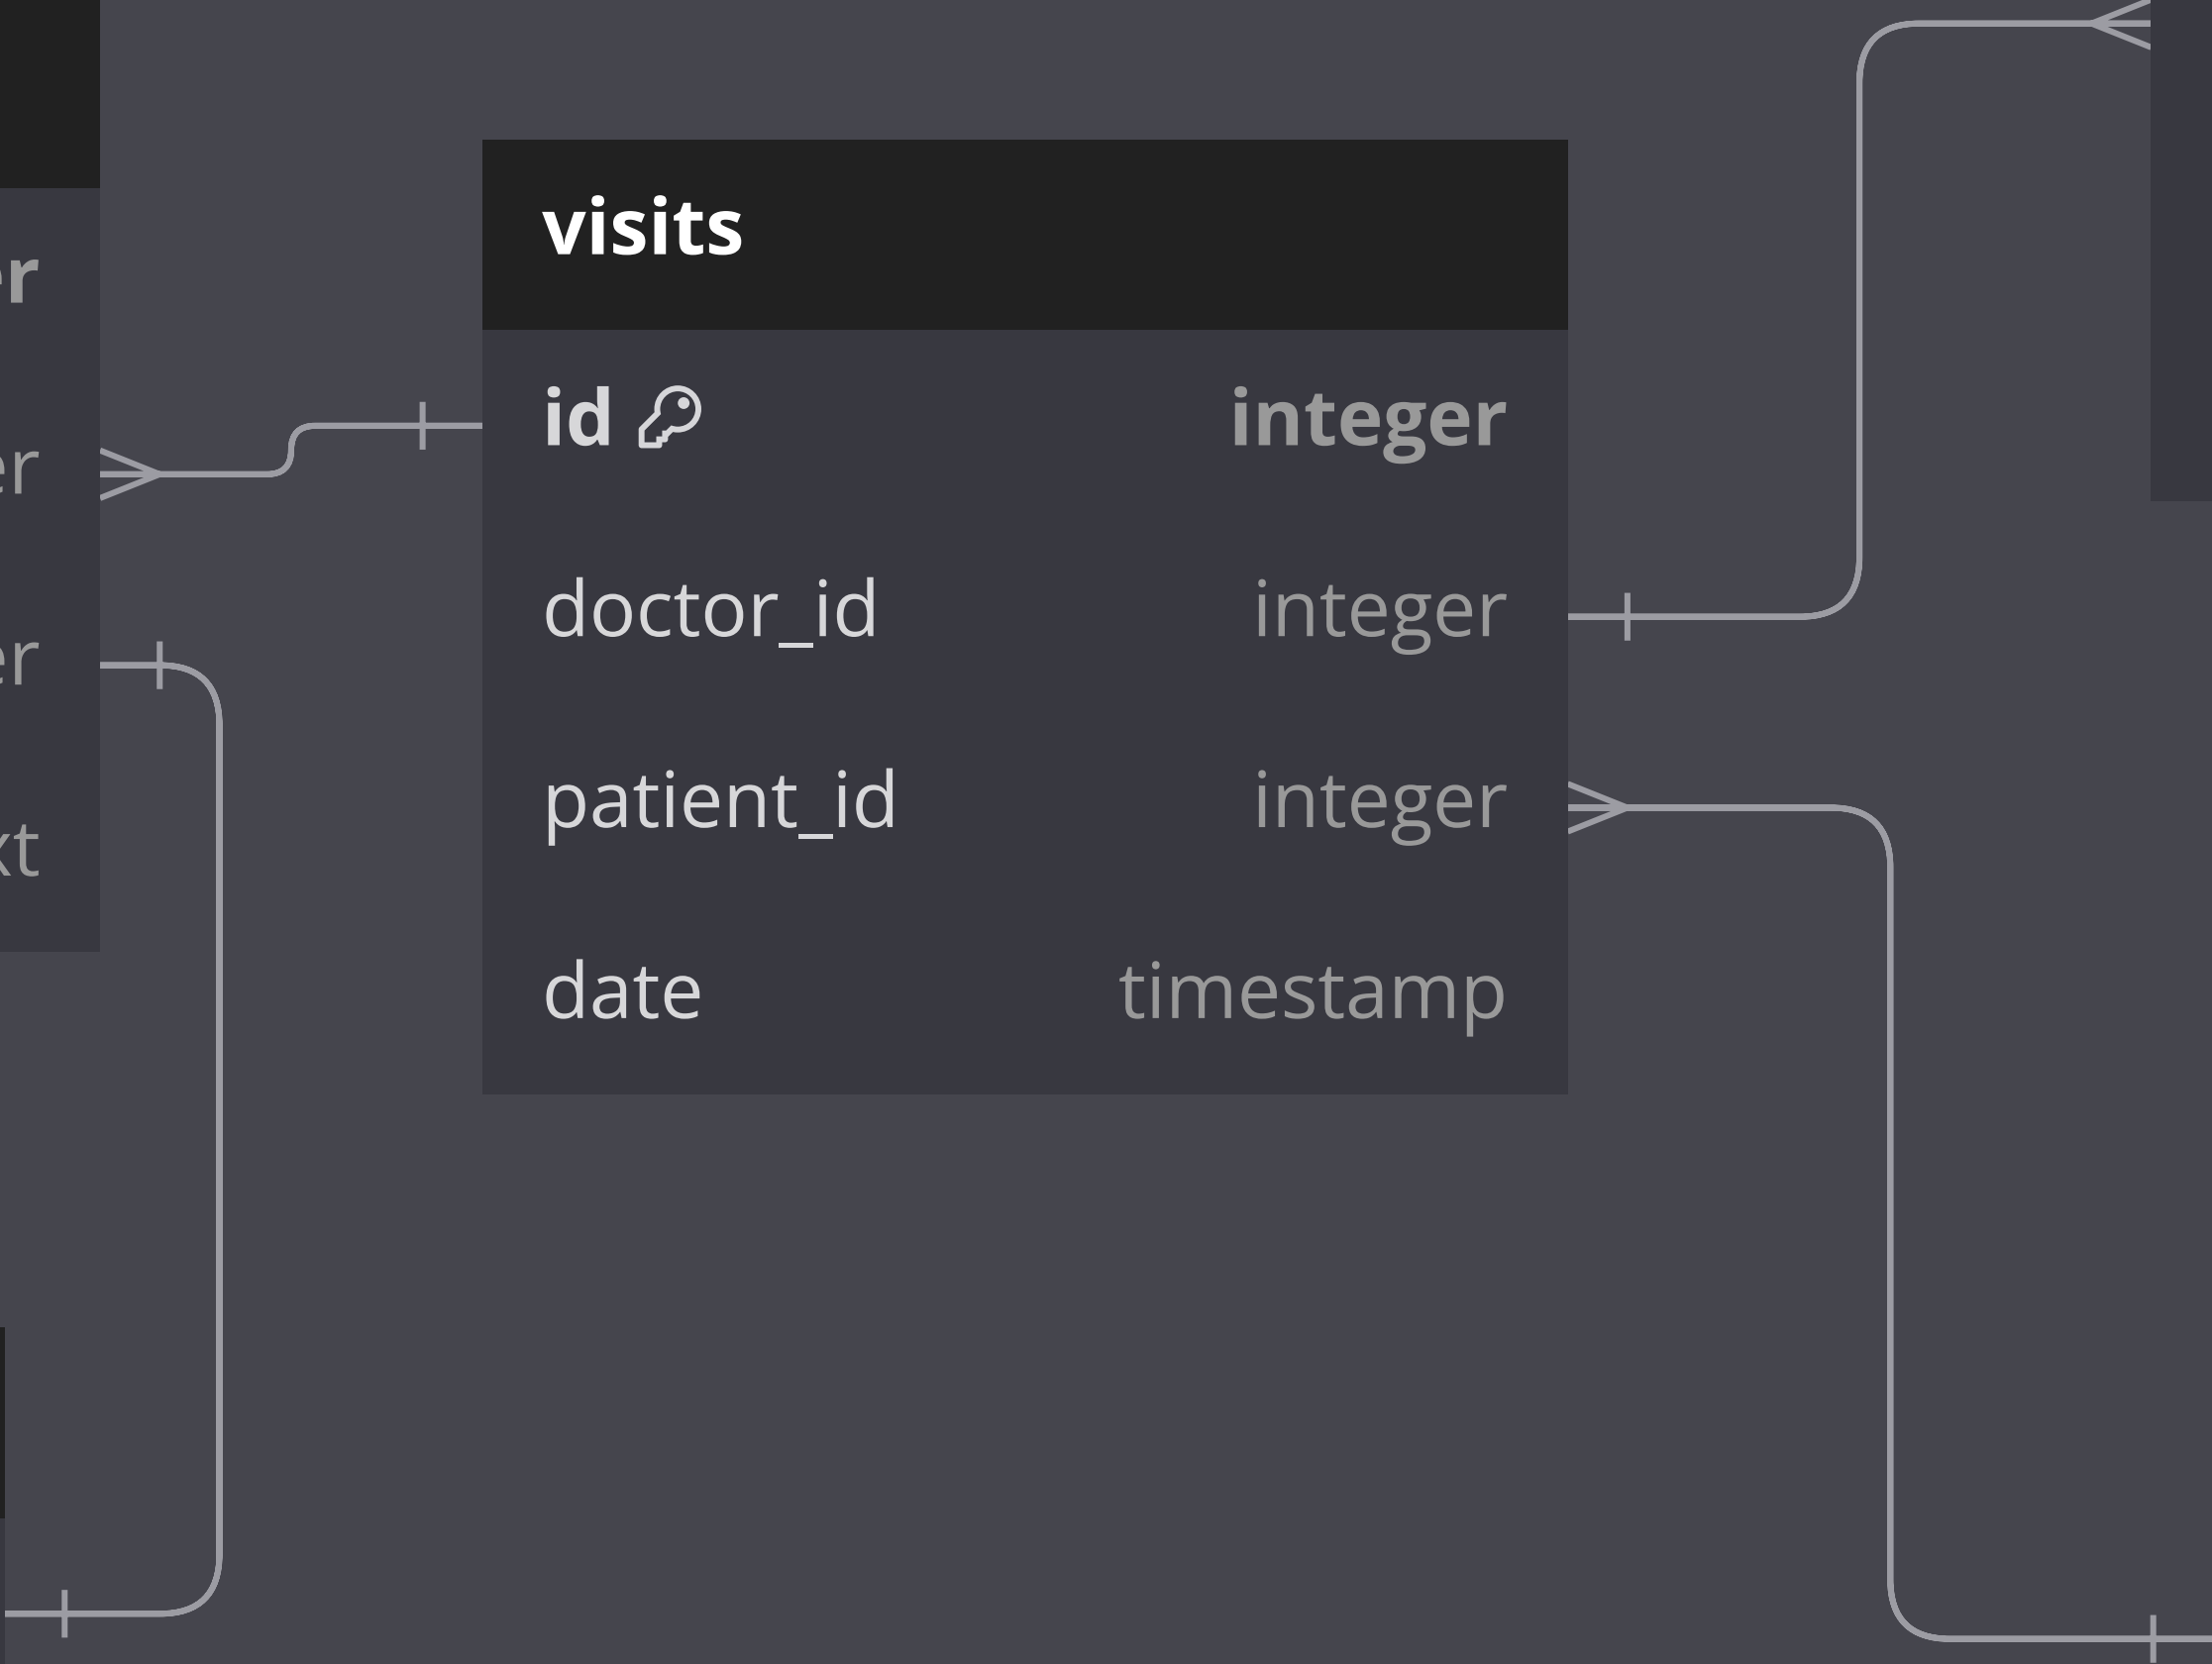 visits
id integer
doctor_id integer
patient_id integer
date timestamp